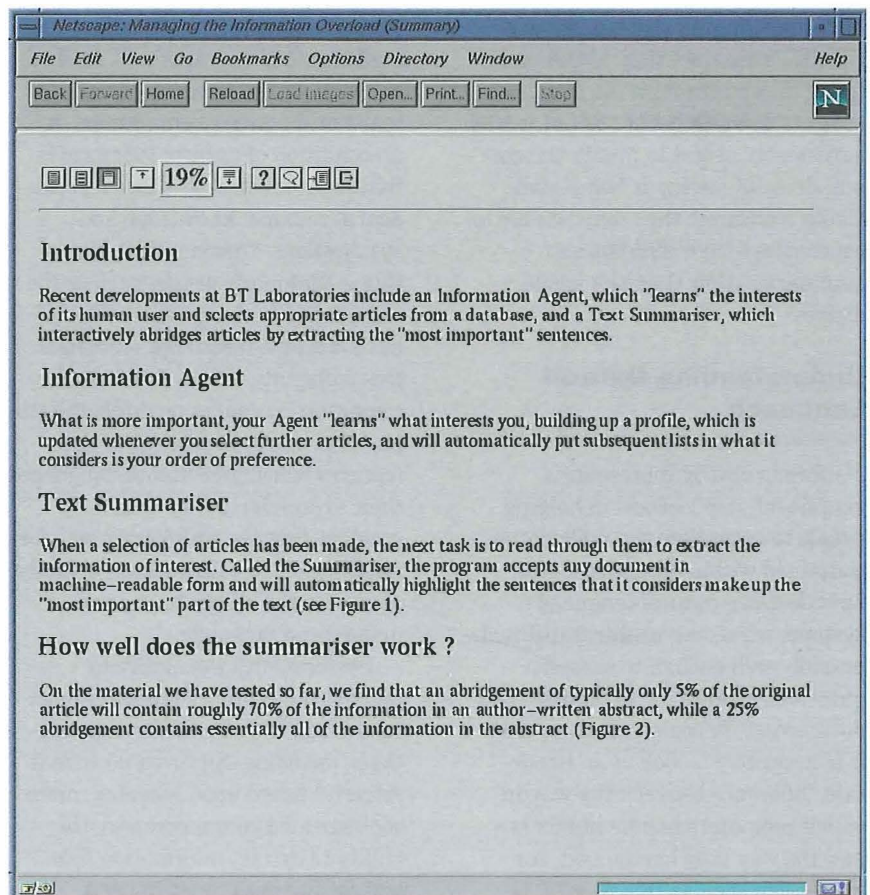 Netscape: Managing the Information Overload (Summary)
File Edit View Go Bookmarks Options Directory Window Help
Back Forward Home Reload Load Images Open... Print... Find... Stop
N
19% ?
Introduction
Recent developments at BT Laboratories include an Information Agent, which "learns" the interests
of its human user and selects appropriate articles from a database, and a Text Summariser, which
interactively abridges articles by extracting the "most important" sentences.
Information Agent
What is more important, your Agent "learns" what interests you, building up a profile, which is
updated whenever you select further articles, and will automatically put subsequent lists in what it
considers is your order of preference.
Text Summariser
When a selection of articles has been made, the next task is to read through them to extract the
information of interest. Called the Summariser, the program accepts any document in
machine-readable form and will automatically highlight the sentences that it considers make up the
"most important" part of the text (see Figure 1).
How well does the summariser work ?
On the material we have tested so far, we find that an abridgement of typically only 5% of the original
article will contain roughly 70% of the information in an author-written abstract, while a 25%
abridgement contains essentially all of the information in the abstract (Figure 2).